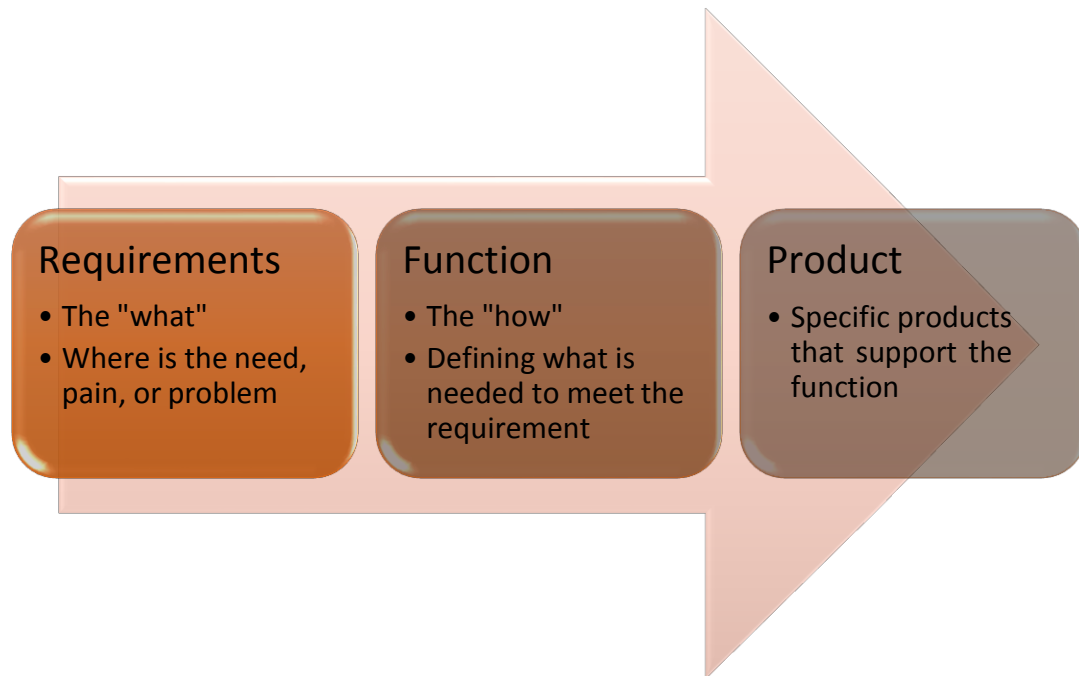 Requirements
• The "what"
• Where is the need,
pain, or problem
Function
• The "how"
• Defining what is
needed to meet the
requirement
Product
• Specific products
that support the
function